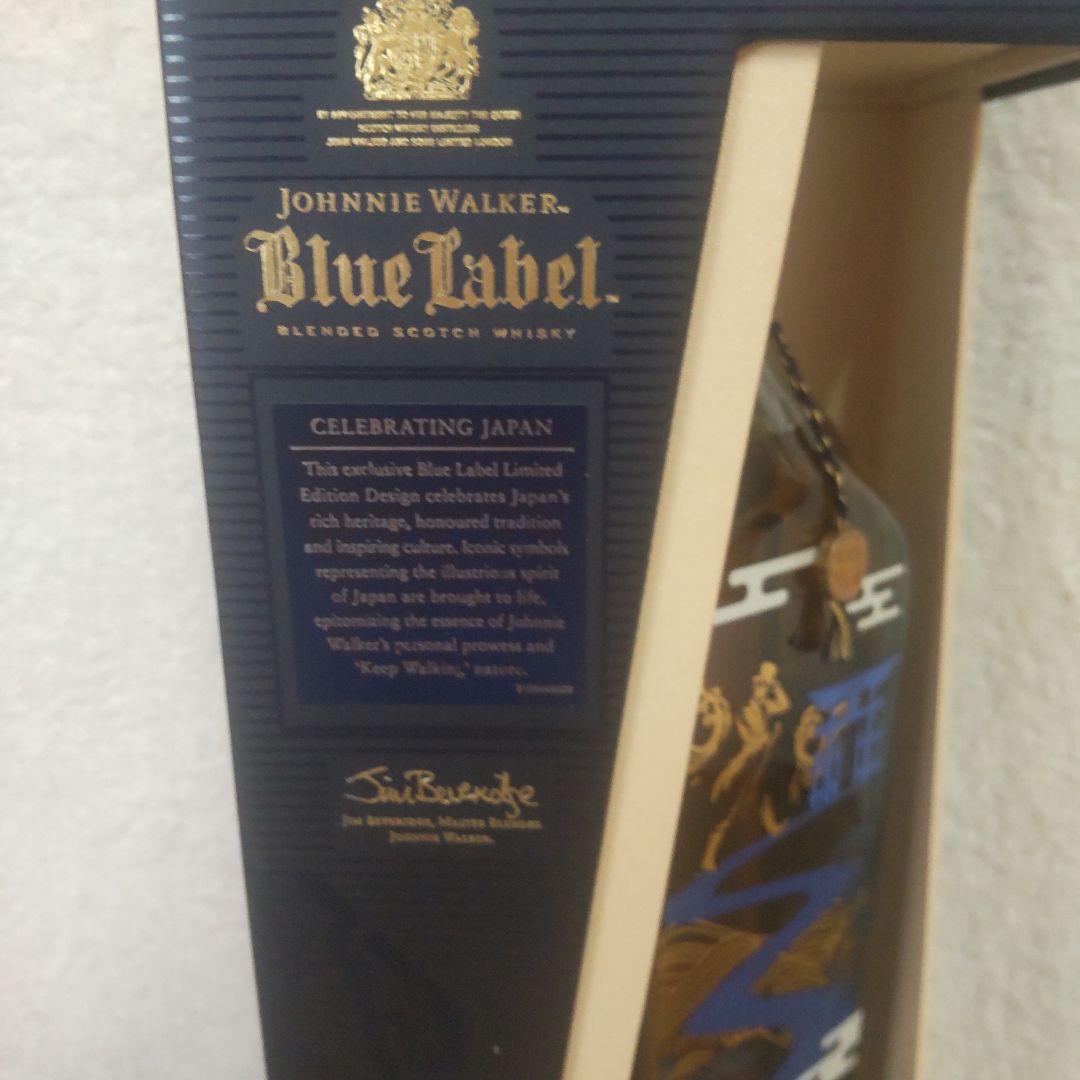 BY APPOINTMENT TO HER MAJESTY THE QUEEN
SCOTCH WHISKY DISTILLERS
JOHN WALKER AND SONS LIMITED LONDON
JOHNNIE WALKER™
Blue Label™
BLENDED SCOTCH WHISKY
CELEBRATING JAPAN
This exclusive Blue Label Limited
Edition Design celebrates Japan's
rich heritage, honoured tradition
and inspiring culture. Iconic symbols
representing the illustrious spirit
of Japan are brought to life,
epitomizing the essence of Johnnie
Walker's personal prowess and
'Keep Walking,' nature.
Jim Beveridge
JIM BEVERIDGE, MASTER BLENDER
JOHNNIE WALKER.